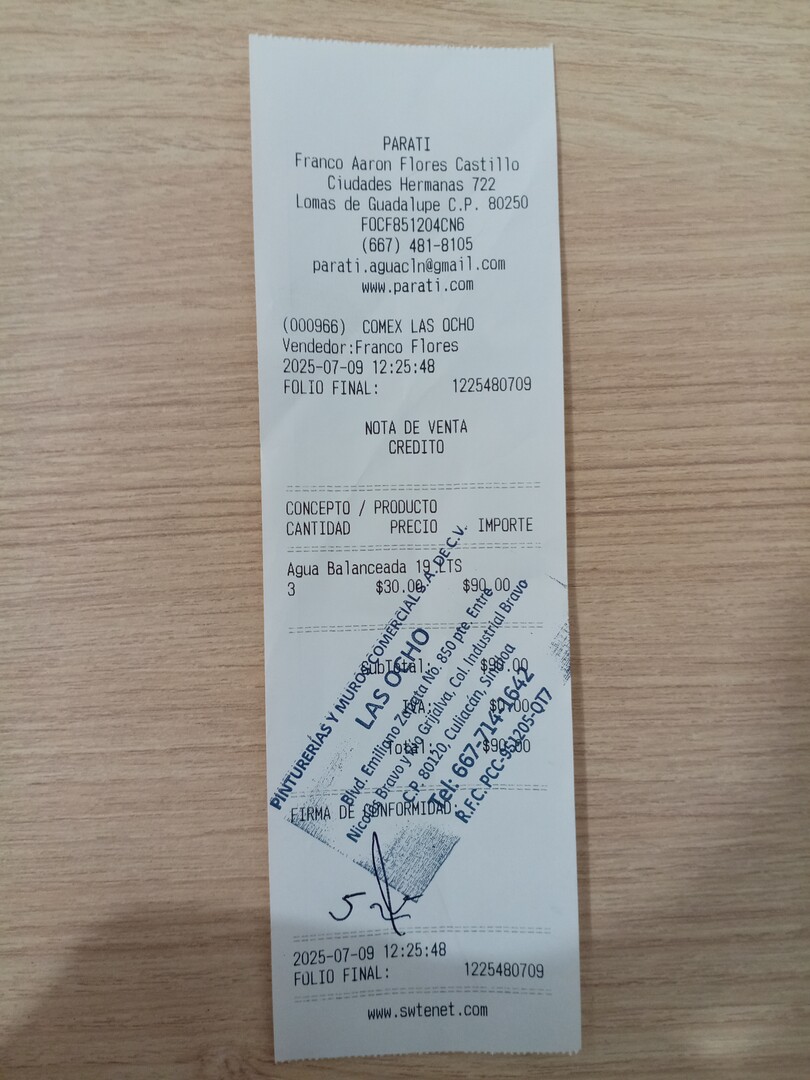 PARATI
Franco Aaron Flores Castillo
Ciudades Hermanas 722
Lomas de Guadalupe C.P. 80250
FOCF851204CN6
(667) 481-8105
parati.aguacln@gmail.com
www.parati.com
(000966) COMEX LAS OCHO
Vendedor:Franco Flores
2025-07-09 12:25:48
FOLIO FINAL: 1225480709
NOTA DE VENTA
CREDITO
CONCEPTO / PRODUCTO
CANTIDAD PRECIO IMPORTE
Agua Balanceada 19 LTS
3 $30.00 $90.00
SubTotal: $90.00
IVA: $0.00
Total: $90.00
PINTURERÍAS Y MUROS COMERCIAL S.A. DE C.V.
LAS OCHO
Blvd. Emiliano Zapata No. 850 pte. Entre
Nicolás Bravo y Río Grijalva, Col. Industrial Bravo
C.P. 80120, Culiacán, Sinaloa
Tel: 667-714-1642
R.F.C. PCC-951205-QT7
FIRMA DE CONFORMIDAD:
2025-07-09 12:25:48
FOLIO FINAL: 1225480709
www.swtenet.com